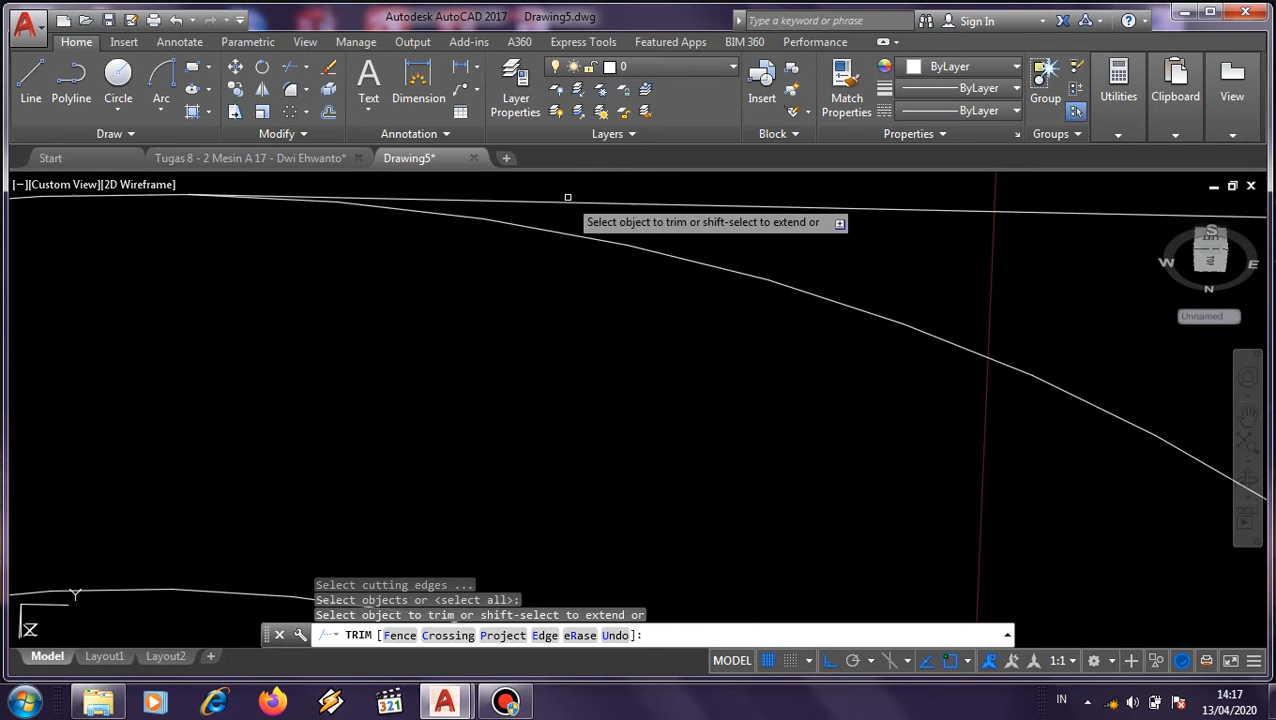 Autodesk AutoCAD 2017 Drawing5.dwg
Type a keyword or phrase
Sign In
Home Insert Annotate Parametric View Manage Output Add-ins A360 Express Tools Featured Apps BIM 360 Performance
Line Polyline Circle Arc
Text Dimension
Layer Properties
0
Insert
Match Properties
ByLayer
ByLayer
ByLayer
Group
Utilities
Clipboard
View
Draw Modify Annotation Layers Block Properties Groups
Start Tugas 8 - 2 Mesin A 17 - Dwi Ehwanto* Drawing5*
[−][Custom View][2D Wireframe]
Select object to trim or shift-select to extend or
S
LEFT
W E
TOP
N
Unnamed
Y
Select cutting edges ...
Select objects or <select all>:
Select object to trim or shift-select to extend or
TRIM [Fence Crossing Project Edge eRase Undo]:
Model Layout1 Layout2
MODEL 1:1
321
IN
14:17
13/04/2020